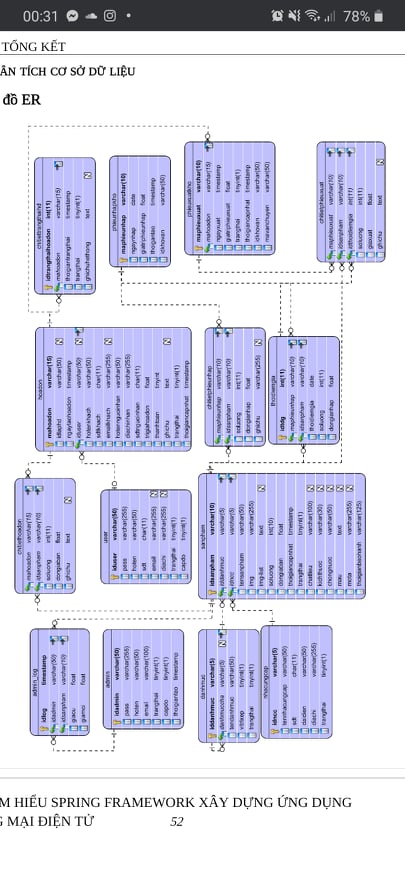 TỔNG KẾT
ÂN TÍCH CƠ SỞ DỮ LIỆU
đồ ER
admin_log
idlog timestamp
idadmin varchar(50)
idsanpham varchar(10)
giacu float
giamoi float
admin
idadmin varchar(50)
pass varchar(255)
hoten varchar(50)
email varchar(100)
trangthai tinyint(1)
capdo tinyint(1)
thoigiantao timestamp
danhmuc
iddanhmuc varchar(5)
danhmuccha varchar(5) N
tendanhmuc varchar(50)
vitrixep tinyint(1)
trangthai tinyint(1)
nhacungcap
idncc varchar(5)
tennhacungcap varchar(50)
sdt char(11)
daidien varchar(50)
diachi varchar(255)
trangthai tinyint(1)
chitiethoadon
mahoadon varchar(15)
idsanpham varchar(10)
soluong int(11)
dongiaban float
ghichu text N
user
iduser varchar(50)
pass varchar(255)
hoten varchar(50)
sdt char(11)
email varchar(255) N
diachi varchar(255) N
trangthai tinyint(1)
capdo tinyint(1)
sanpham
idsanpham varchar(10)
iddanhmuc varchar(5)
idncc varchar(5)
tensanpham varchar(50)
img varchar(255)
img-list text N
soluong int(10)
dongiaban float
thoigiancapnhat timestamp
trangthai tinyint(1)
chatlieu varchar(100) N
kichthuoc varchar(30) N
chongnuoc varchar(50) N
mau text N
mota varchar(255) N
thoigianbaohanh varchar(125)
hoadon
mahoadon varchar(15)
idlaphd varchar(50) N
ngaytaohoadon timestamp
iduser varchar(50) N
hotenkhach varchar(50)
sdtkhach char(11)
emailkhach varchar(255) N
hotennguoinhan varchar(50)
diachinhan varchar(255)
sdtnguoinhan char(11)
trigiahoadon float
thanhtoan tinyint
ghichu text N
trangthai tinyint(1)
thoigiancapnhat timestamp
chitietphieunhap
maphieunhap varchar(10)
idsanpham varchar(10)
soluong int(11)
dongianhap float
ghichu varchar(255) N
thoidiemgia
idtdg int(11)
maphieunhap varchar(10)
idsanpham varchar(10)
thoidiemgia date
soluong int(11)
dongianhap float
chitiettrangthaihd
idtrangthaihoadon int(11)
mahoadon varchar(15)
thoigiantrangthai timestamp
trangthai tinyint(1)
ghichuhethong text N
phieunhapkho
maphieunhap varchar(10)
ngaynhap date
giatriphieunhap float
thoigiantao timestamp
idkhovan varchar(50)
phieuxuatkho
maphieuxuat varchar(10)
mahoadon varchar(15)
ngayxuat timestamp
giatriphieuxuat float
trangthai tinyint(1)
thoigiancapnhat timestamp
idkhovan varchar(50)
mavanchuyen varchar(50)
chitietphieuxuat
maphieuxuat varchar(10)
idsanpham varchar(10)
idthoidiemgia int(11)
soluong int(11)
giaxuat float
ghichu text N
M HIỂU SPRING FRAMEWORK XÂY DỰNG ỨNG DỤNG
G MẠI ĐIỆN TỬ
52
00:31
78%